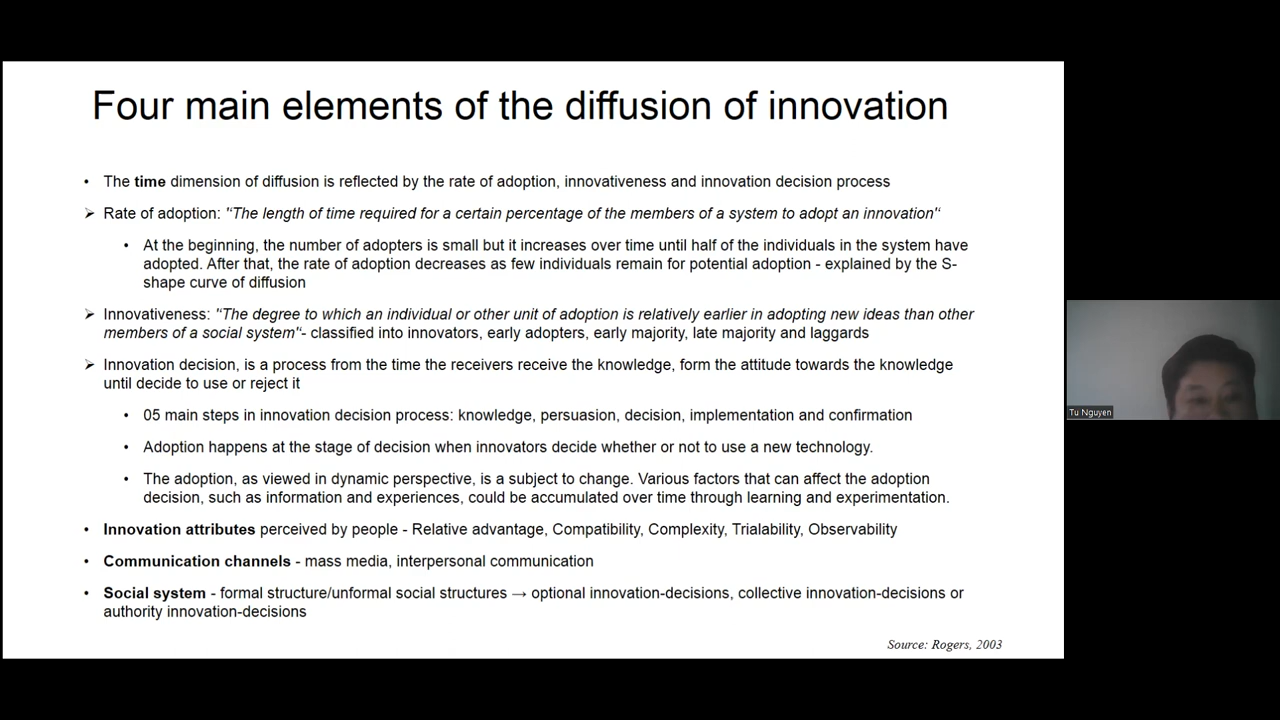 Four main elements of the diffusion of innovation
• The time dimension of diffusion is reflected by the rate of adoption, innovativeness and innovation decision process
➢ Rate of adoption: "The length of time required for a certain percentage of the members of a system to adopt an innovation"
• At the beginning, the number of adopters is small but it increases over time until half of the individuals in the system have
adopted. After that, the rate of adoption decreases as few individuals remain for potential adoption - explained by the S-
shape curve of diffusion
➢ Innovativeness: "The degree to which an individual or other unit of adoption is relatively earlier in adopting new ideas than other
members of a social system"- classified into innovators, early adopters, early majority, late majority and laggards
➢ Innovation decision, is a process from the time the receivers receive the knowledge, form the attitude towards the knowledge
until decide to use or reject it
• 05 main steps in innovation decision process: knowledge, persuasion, decision, implementation and confirmation
• Adoption happens at the stage of decision when innovators decide whether or not to use a new technology.
• The adoption, as viewed in dynamic perspective, is a subject to change. Various factors that can affect the adoption
decision, such as information and experiences, could be accumulated over time through learning and experimentation.
• Innovation attributes perceived by people - Relative advantage, Compatibility, Complexity, Trialability, Observability
• Communication channels - mass media, interpersonal communication
• Social system - formal structure/unformal social structures → optional innovation-decisions, collective innovation-decisions or
authority innovation-decisions
Source: Rogers, 2003
Tu Nguyen